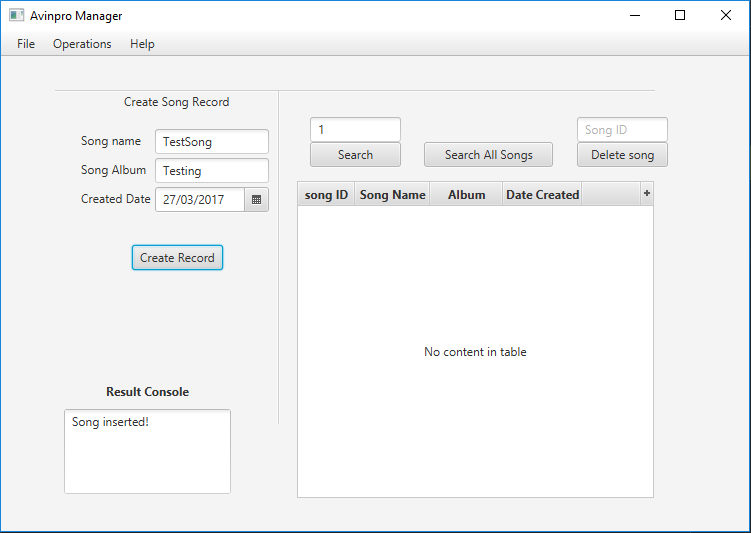 Avinpro Manager
File Operations Help
Create Song Record
Song name TestSong
Song Album Testing
Created Date 27/03/2017
Create Record
Result Console
Song inserted!
1
Search
Search All Songs
Song ID
Delete song
song ID Song Name Album Date Created +
No content in table